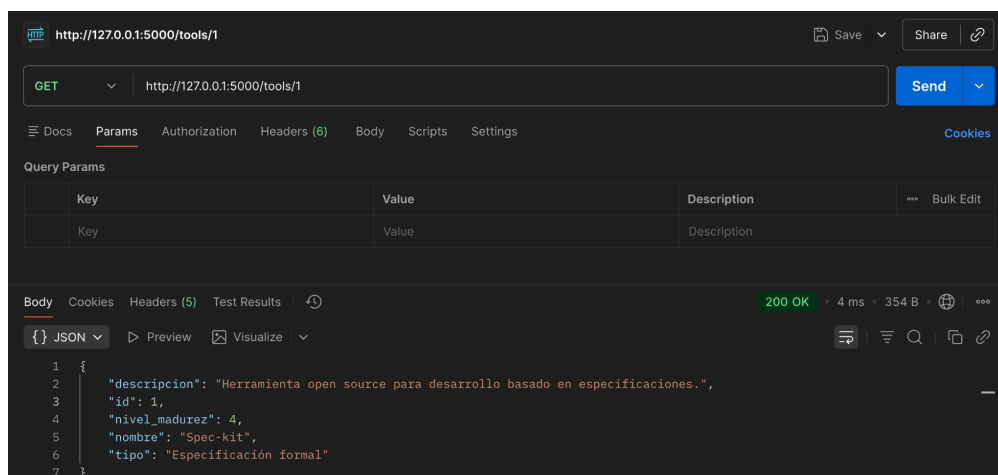 HTTP http://127.0.0.1:5000/tools/1 Save Share
GET http://127.0.0.1:5000/tools/1 Send
Docs Params Authorization Headers (6) Body Scripts Settings Cookies
Query Params
Key Value Description Bulk Edit
Key Value Description
Body Cookies Headers (5) Test Results 200 OK 4 ms 354 B
{} JSON Preview Visualize
1 {
2 "descripcion": "Herramienta open source para desarrollo basado en especificaciones.",
3 "id": 1,
4 "nivel_madurez": 4,
5 "nombre": "Spec-kit",
6 "tipo": "Especificación formal"
7 }